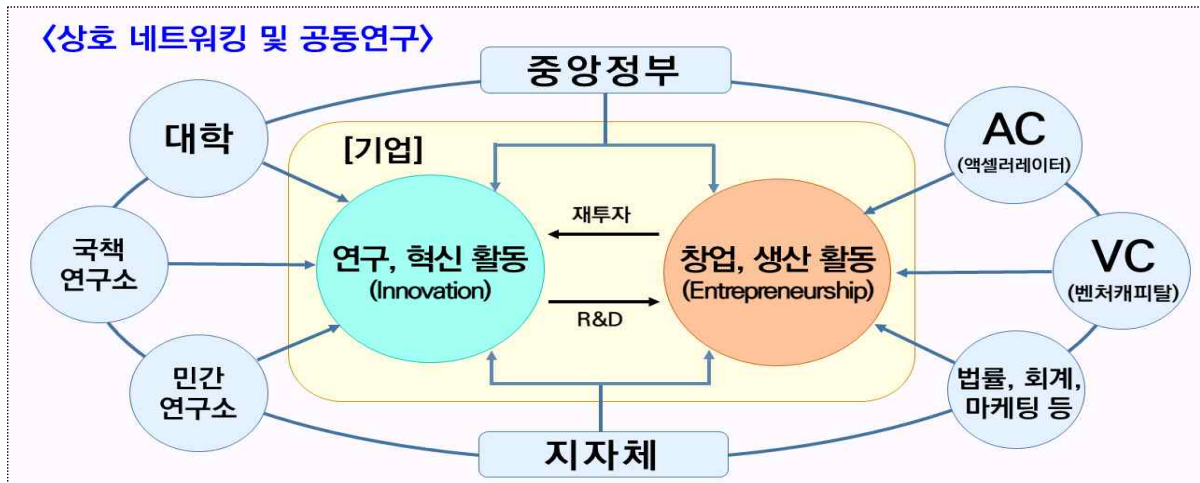 <상호 네트워킹 및 공동연구>
중앙정부
대학
국책
연구소
민간
연구소
[기업]
연구, 혁신 활동
(Innovation)
재투자
R&D
창업, 생산 활동
(Entrepreneurship)
AC
(액셀러레이터)
VC
(벤처캐피탈)
법률, 회계,
마케팅 등
지자체